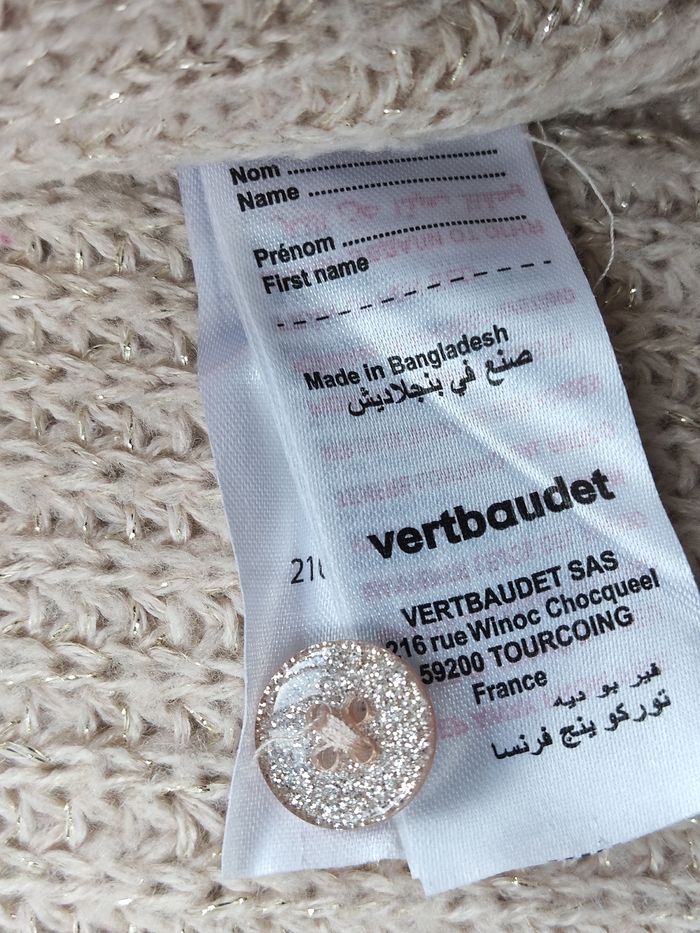 Nom ........................................
Name ........................................
Prénom ....................................
First name
Made in Bangladesh
صنع في بنجلاديش
vertbaudet
VERTBAUDET SAS
216 rue Winoc Chocqueel
59200 TOURCOING
France
فير بو ديه
توركو ينج فرنسا